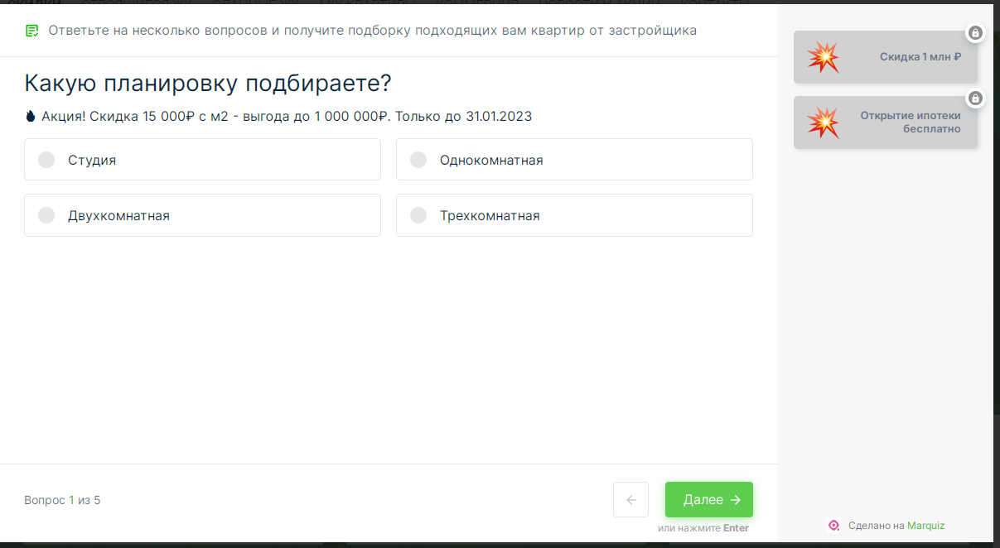 Ответьте на несколько вопросов и получите подборку подходящих вам квартир от застройщика
Какую планировку подбираете?
Акция! Скидка 15 000₽ с м2 - выгода до 1 000 000₽. Только до 31.01.2023
Студия
Однокомнатная
Двухкомнатная
Трехкомнатная
Вопрос 1 из 5
Далее →
или нажмите Enter
Скидка 1 млн ₽
Открытие ипотеки
бесплатно
Сделано на Marquiz